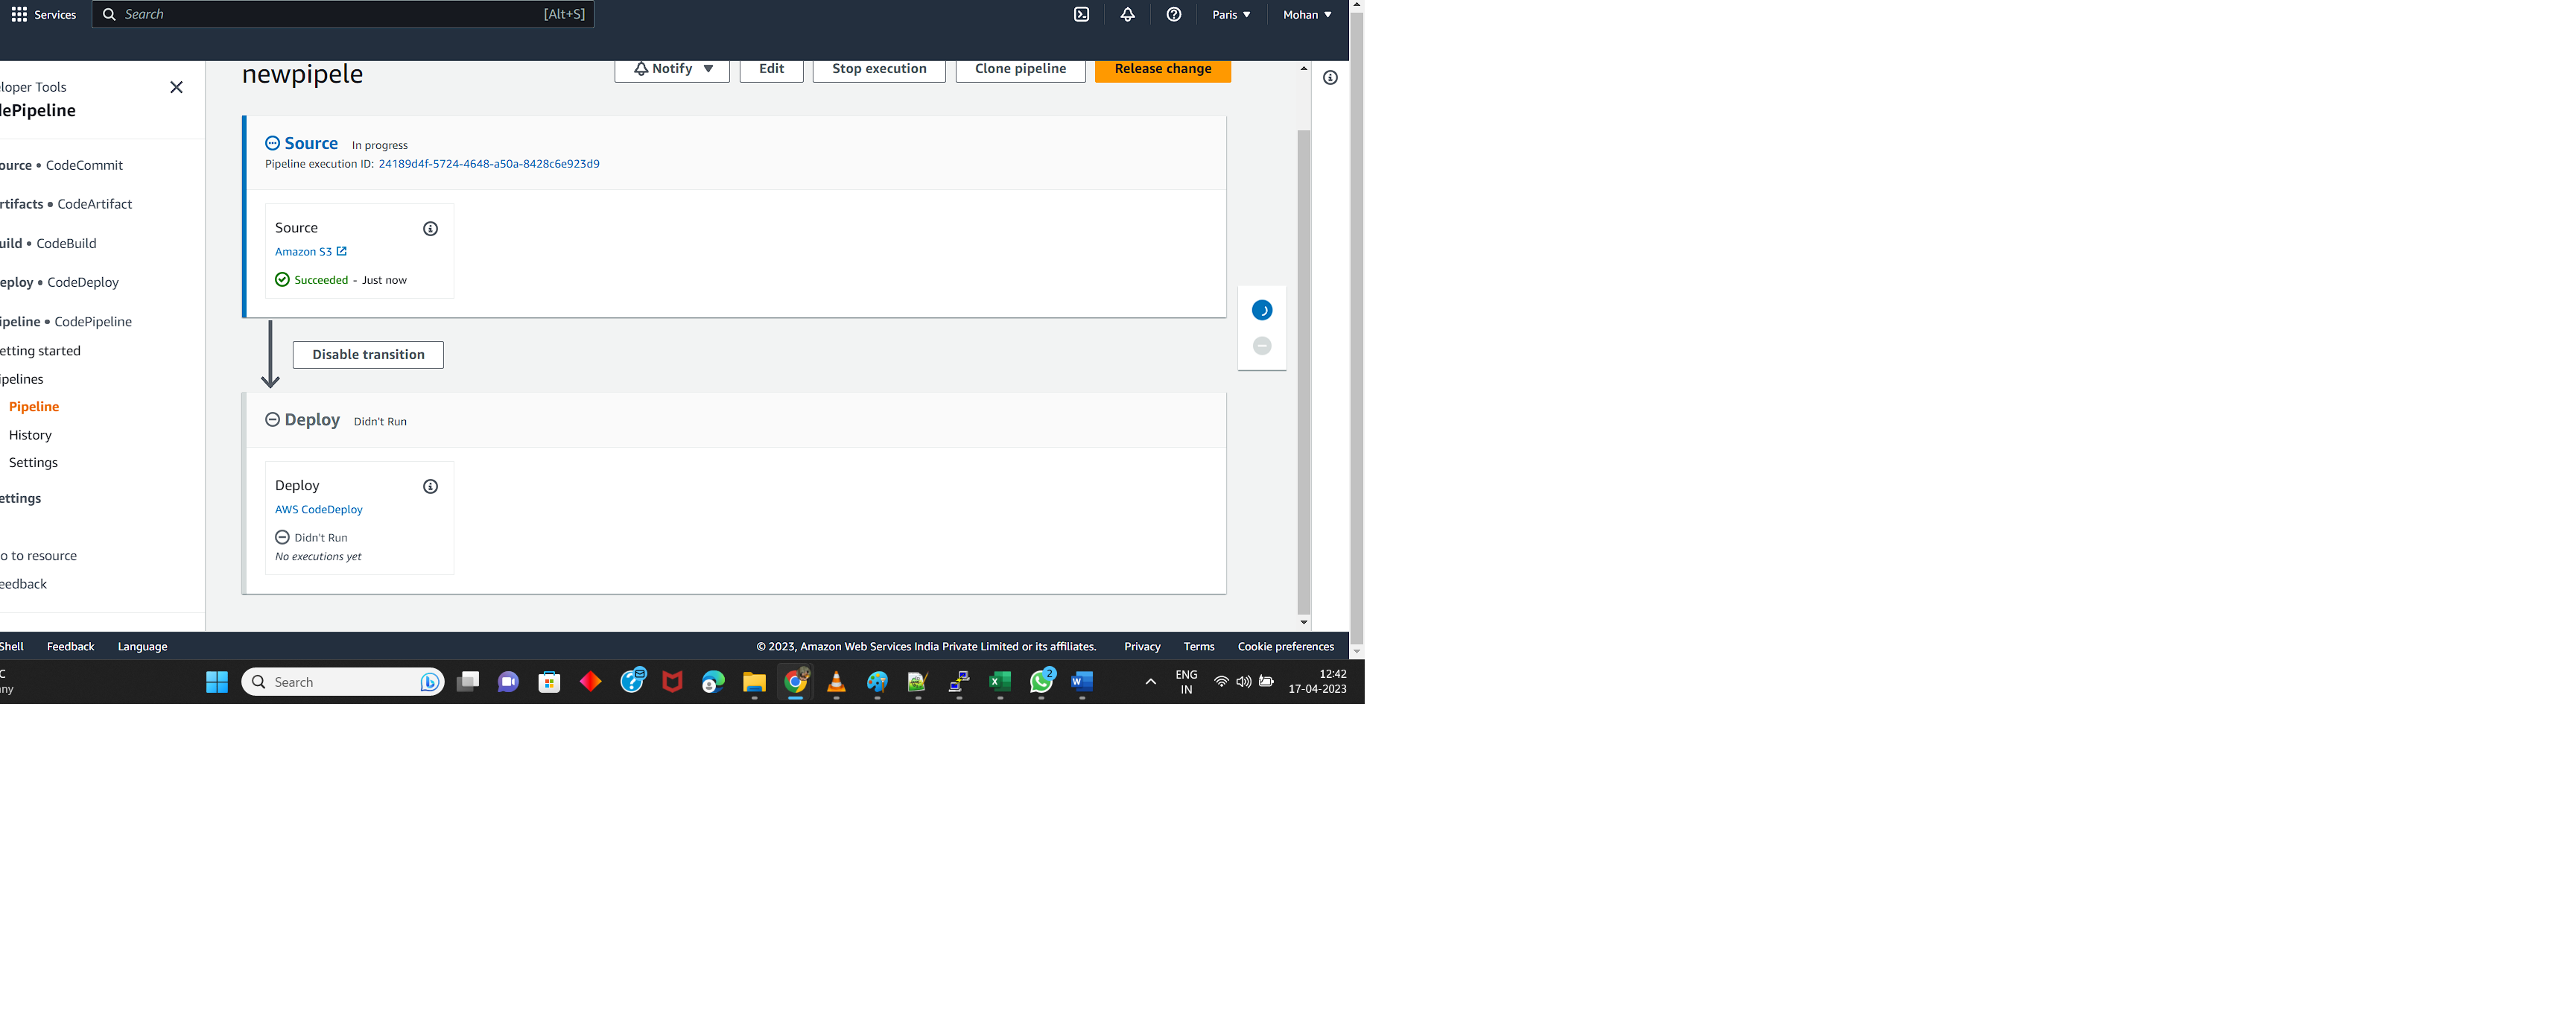 Services
Search [Alt+S]
Paris
Mohan
loper Tools
ePipeline
ource • CodeCommit
rtifacts • CodeArtifact
uild • CodeBuild
eploy • CodeDeploy
ipeline • CodePipeline
etting started
ipelines
Pipeline
History
Settings
ettings
o to resource
eedback
newpipele
Notify
Edit
Stop execution
Clone pipeline
Release change
Source In progress
Pipeline execution ID: 24189d4f-5724-4648-a50a-8428c6e923d9
Source
Amazon S3
Succeeded - Just now
Disable transition
Deploy Didn't Run
Deploy
AWS CodeDeploy
Didn't Run
No executions yet
Shell Feedback Language
© 2023, Amazon Web Services India Private Limited or its affiliates. Privacy Terms Cookie preferences
C
ny
Search
2
ENG
IN
12:42
17-04-2023